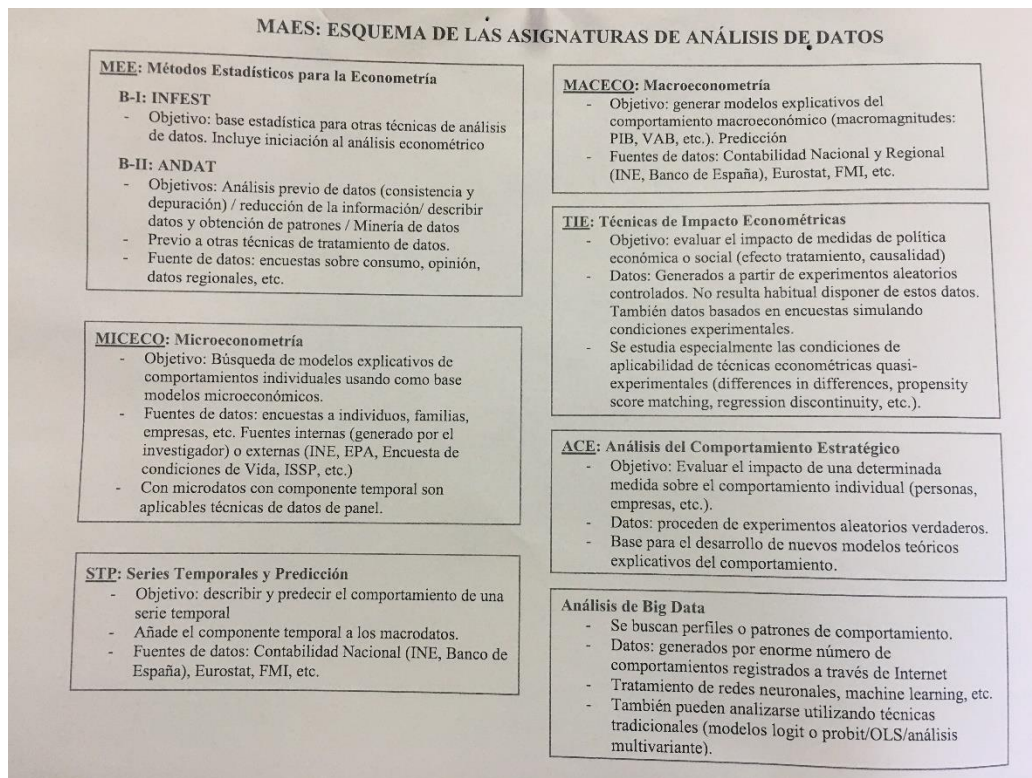 MAES: ESQUEMA DE LAS ASIGNATURAS DE ANÁLISIS DE DATOS
MEE: Métodos Estadísticos para la Econometría
B-I: INFEST
- Objetivo: base estadística para otras técnicas de análisis
de datos. Incluye iniciación al análisis econométrico
B-II: ANDAT
- Objetivos: Análisis previo de datos (consistencia y
depuración) / reducción de la información/ describir
datos y obtención de patrones / Minería de datos
- Previo a otras técnicas de tratamiento de datos.
- Fuente de datos: encuestas sobre consumo, opinión,
datos regionales, etc.
MICECO: Microeconometría
- Objetivo: Búsqueda de modelos explicativos de
comportamientos individuales usando como base
modelos microeconómicos.
- Fuentes de datos: encuestas a individuos, familias,
empresas, etc. Fuentes internas (generado por el
investigador) o externas (INE, EPA, Encuesta de
condiciones de Vida, ISSP, etc.)
- Con microdatos con componente temporal son
aplicables técnicas de datos de panel.
STP: Series Temporales y Predicción
- Objetivo: describir y predecir el comportamiento de una
serie temporal
- Añade el componente temporal a los macrodatos.
- Fuentes de datos: Contabilidad Nacional (INE, Banco de
España), Eurostat, FMI, etc.
MACECO: Macroeconometría
- Objetivo: generar modelos explicativos del
comportamiento macroeconómico (macromagnitudes:
PIB, VAB, etc.). Predicción
- Fuentes de datos: Contabilidad Nacional y Regional
(INE, Banco de España), Eurostat, FMI, etc.
TIE: Técnicas de Impacto Econométricas
- Objetivo: evaluar el impacto de medidas de política
económica o social (efecto tratamiento, causalidad)
- Datos: Generados a partir de experimentos aleatorios
controlados. No resulta habitual disponer de estos datos.
También datos basados en encuestas simulando
condiciones experimentales.
- Se estudia especialmente las condiciones de
aplicabilidad de técnicas econométricas quasi-
experimentales (differences in differences, propensity
score matching, regression discontinuity, etc.).
ACE: Análisis del Comportamiento Estratégico
- Objetivo: Evaluar el impacto de una determinada
medida sobre el comportamiento individual (personas,
empresas, etc.).
- Datos: proceden de experimentos aleatorios verdaderos.
- Base para el desarrollo de nuevos modelos teóricos
explicativos del comportamiento.
Análisis de Big Data
- Se buscan perfiles o patrones de comportamiento.
- Datos: generados por enorme número de
comportamientos registrados a través de Internet
- Tratamiento de redes neuronales, machine learning, etc.
- También pueden analizarse utilizando técnicas
tradicionales (modelos logit o probit/OLS/análisis
multivariante).